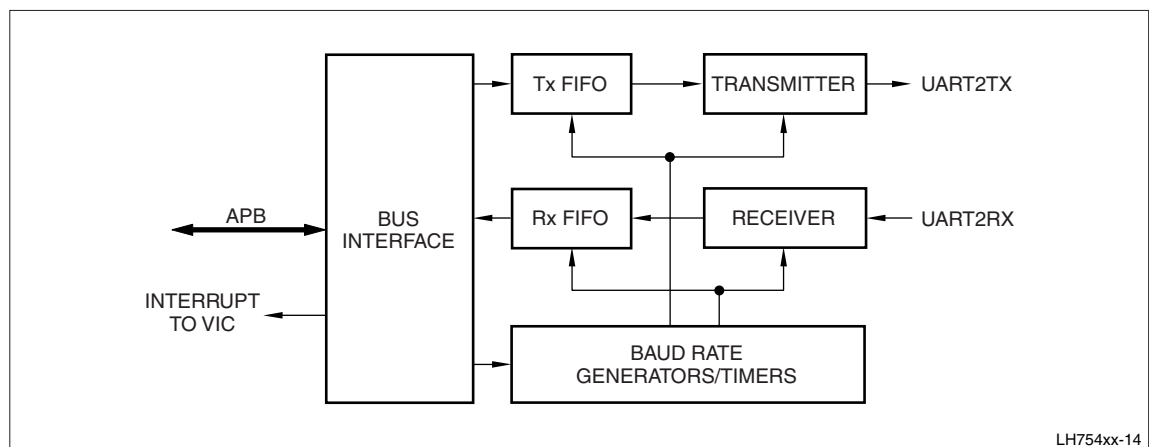 Tx FIFO
TRANSMITTER
UART2TX
APB
BUS
INTERFACE
Rx FIFO
RECEIVER
UART2RX
INTERRUPT
TO VIC
BAUD RATE
GENERATORS/TIMERS
LH754xx-14